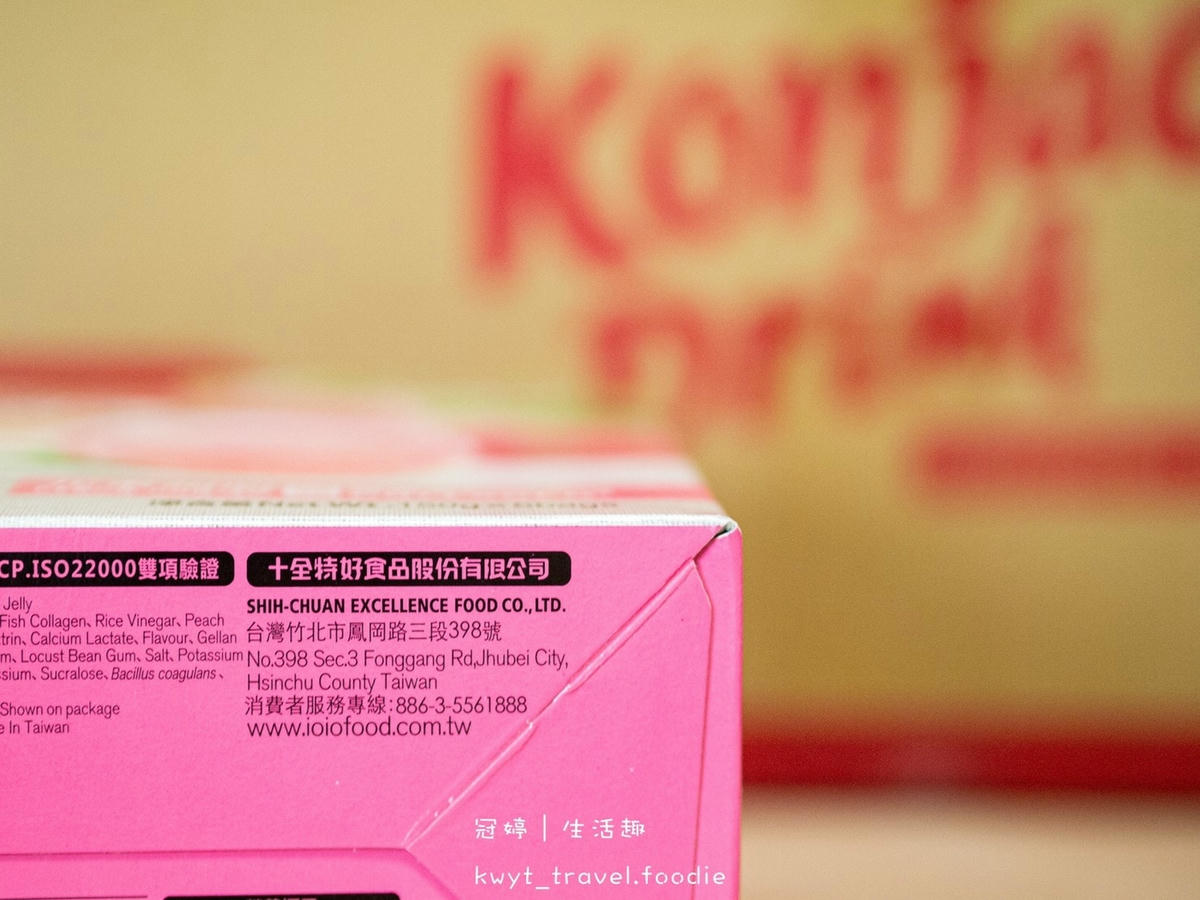 Konjac
CP.ISO22000雙項驗證
Jelly
Fish Collagen、Rice Vinegar、Peach
trin、Calcium Lactate、Flavour、Gellan
m、Locust Bean Gum、Salt、Potassium
sium、Sucralose、Bacillus coagulans、
Shown on package
e In Taiwan
十全特好食品股份有限公司
SHIH-CHUAN EXCELLENCE FOOD CO.,LTD.
台灣竹北市鳳岡路三段398號
No.398 Sec.3 Fonggang Rd,Jhubei City,
Hsinchu County Taiwan
消費者服務專線:886-3-5561888
www.ioiofood.com.tw
冠婷｜生活趣
kwyt_travel.foodie